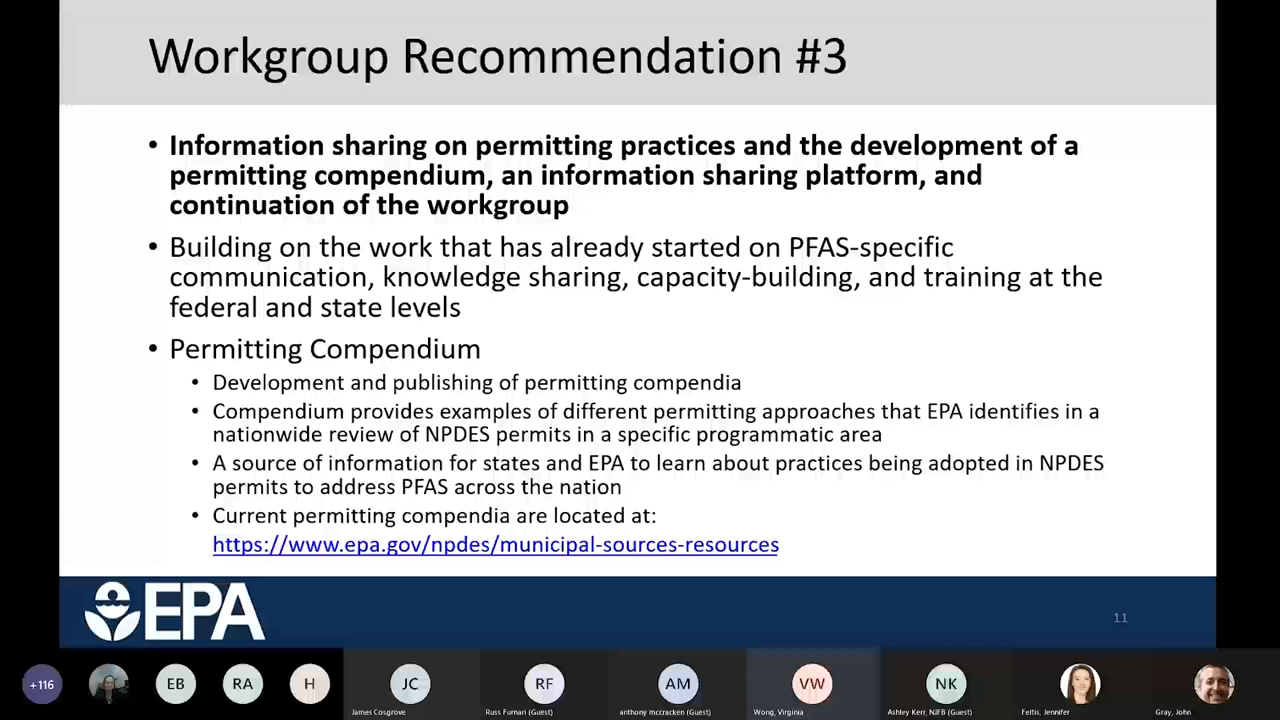 Workgroup Recommendation #3
• Information sharing on permitting practices and the development of a
permitting compendium, an information sharing platform, and
continuation of the workgroup
• Building on the work that has already started on PFAS-specific
communication, knowledge sharing, capacity-building, and training at the
federal and state levels
• Permitting Compendium
• Development and publishing of permitting compendia
• Compendium provides examples of different permitting approaches that EPA identifies in a
nationwide review of NPDES permits in a specific programmatic area
• A source of information for states and EPA to learn about practices being adopted in NPDES
permits to address PFAS across the nation
• Current permitting compendia are located at:
https://www.epa.gov/npdes/municipal-sources-resources
EPA
11
+116
EB
RA
H
JC
RF
AM
VW
NK
James Cosgrove
Russ Furnari (Guest)
anthony mccracken (Guest)
Wong, Virginia
Ashley Kerr, NJFB (Guest)
Feltis, Jennifer
Gray, John